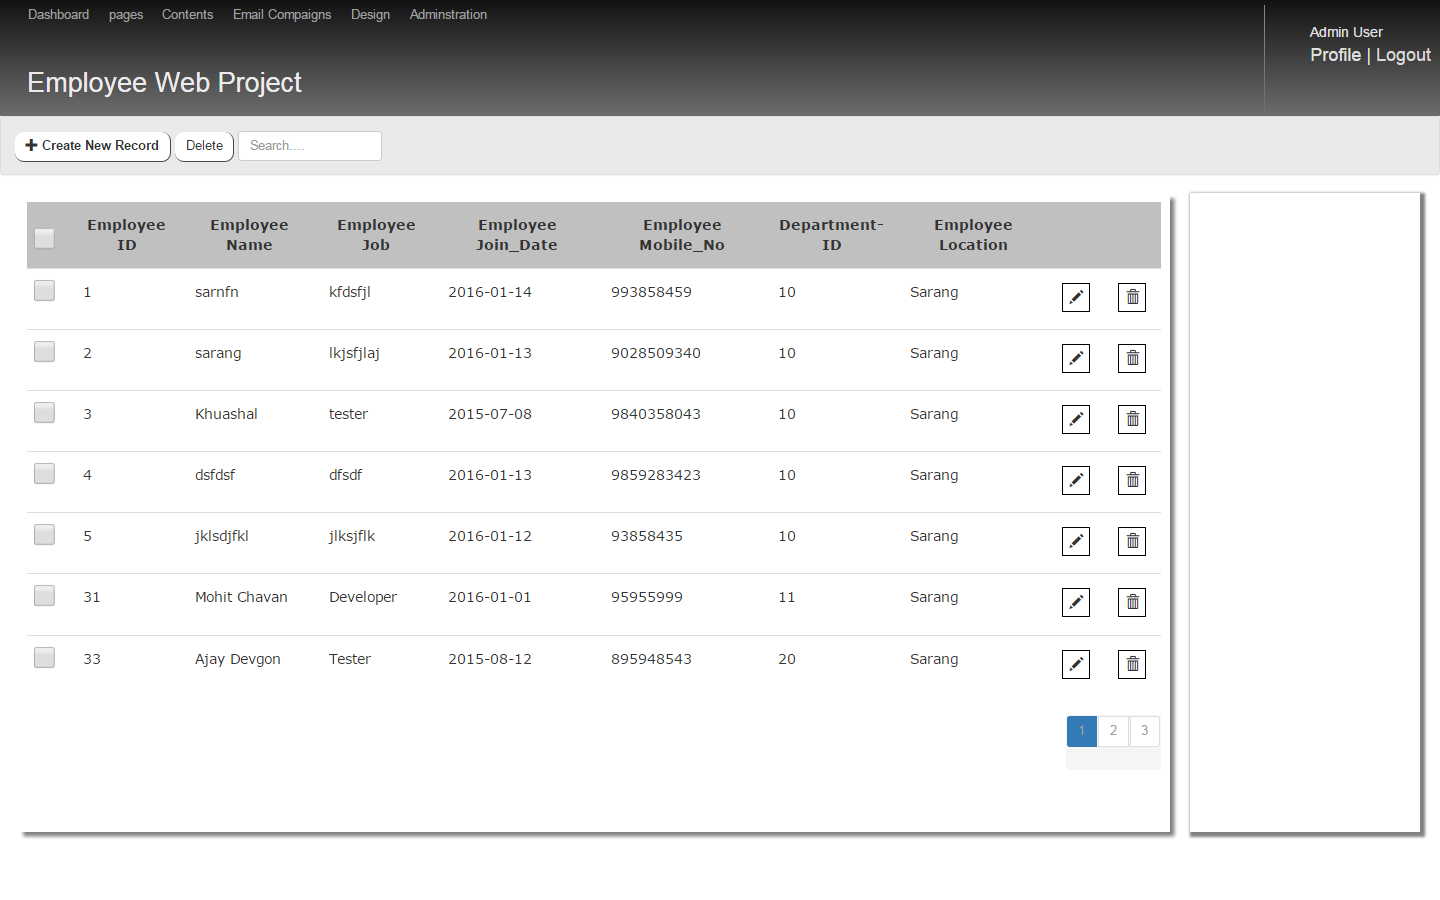 Dashboard pages Contents Email Compaigns Design Adminstration
Admin User
Profile | Logout
Employee Web Project
Create New Record Delete Search....
Employee ID Employee Name Employee Job Employee Join_Date Employee Mobile_No Department-ID Employee Location
1 sarnfn kfdsfjl 2016-01-14 993858459 10 Sarang
2 sarang lkjsfjlaj 2016-01-13 9028509340 10 Sarang
3 Khuashal tester 2015-07-08 9840358043 10 Sarang
4 dsfdsf dfsdf 2016-01-13 9859283423 10 Sarang
5 jklsdjfkl jlksjflk 2016-01-12 93858435 10 Sarang
31 Mohit Chavan Developer 2016-01-01 95955999 11 Sarang
33 Ajay Devgon Tester 2015-08-12 895948543 20 Sarang
1 2 3